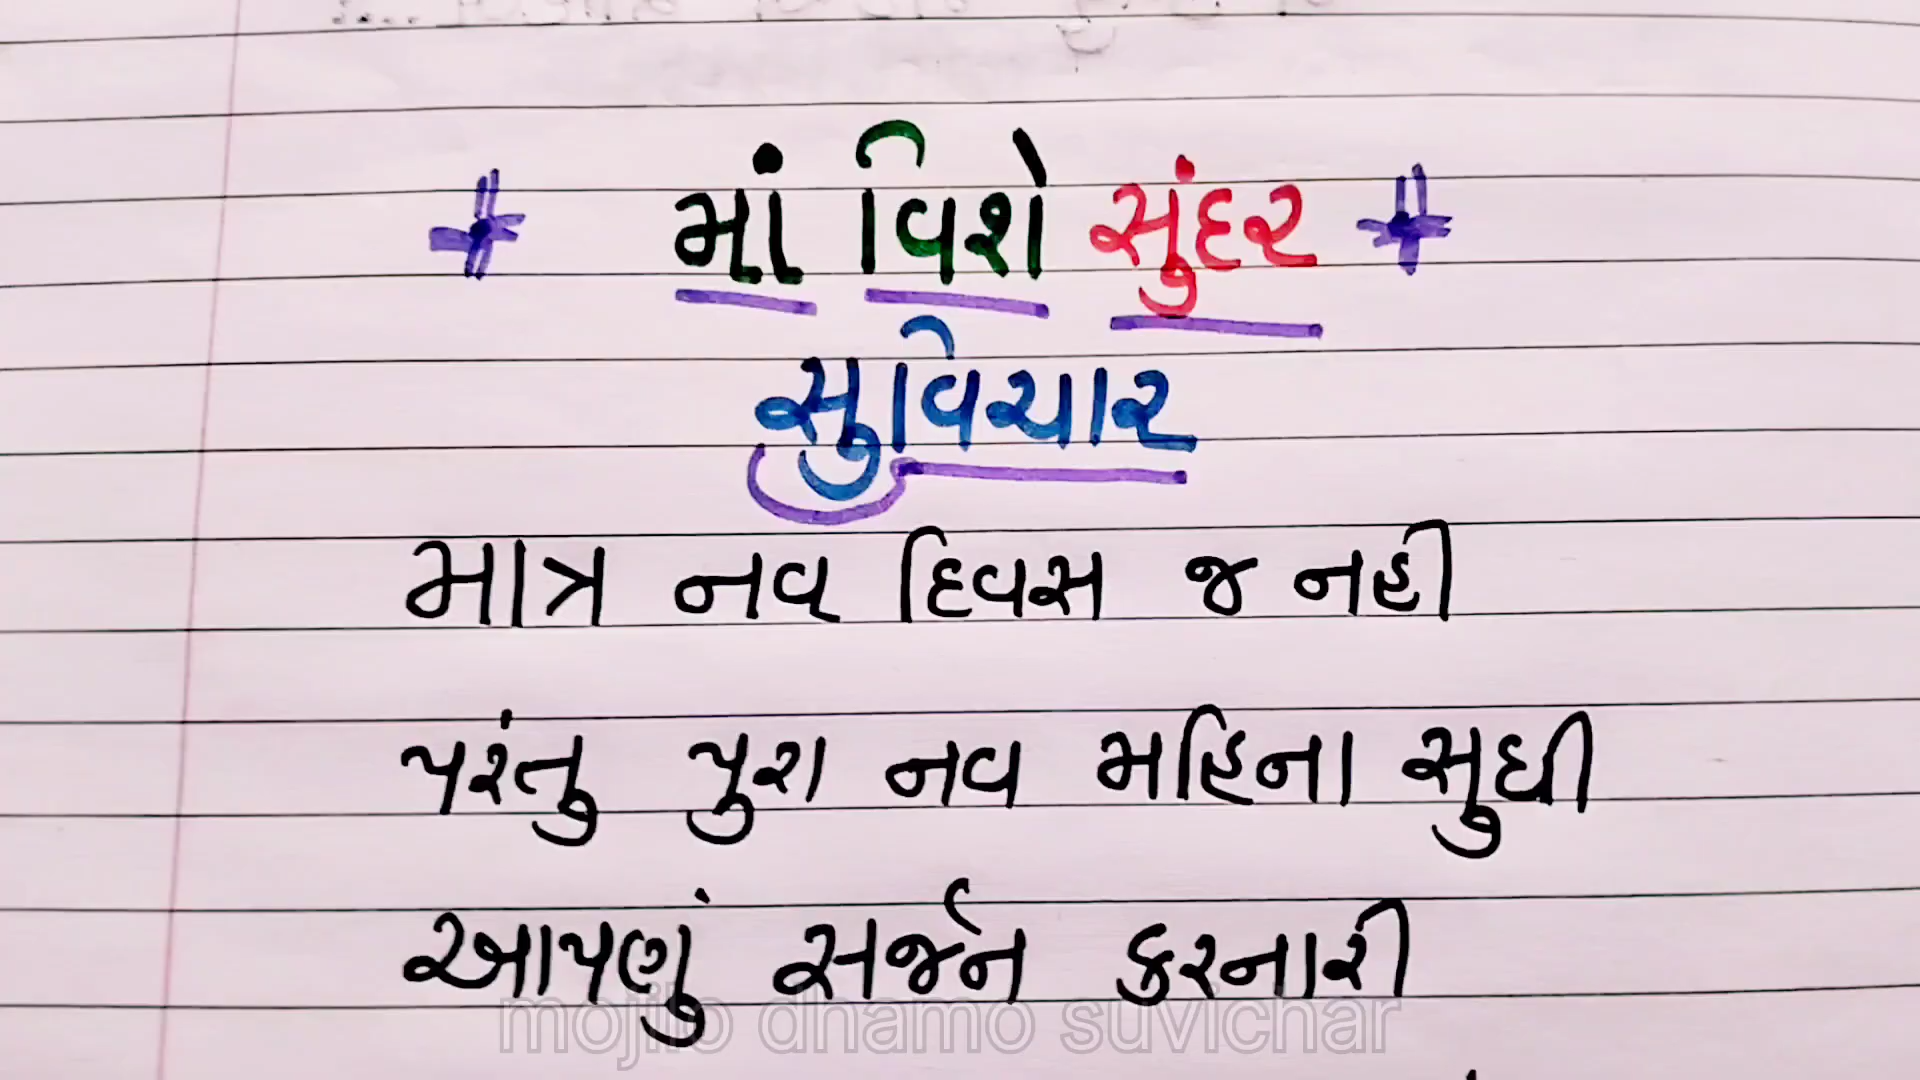 માં વિશે સુંદર
સુવિચાર
માત્ર નવ દિવસ જ નહી
પરંતુ પુરા નવ મહિના સુધી
આપણું સર્જન કરનારી
mojilo dhamo suvichar